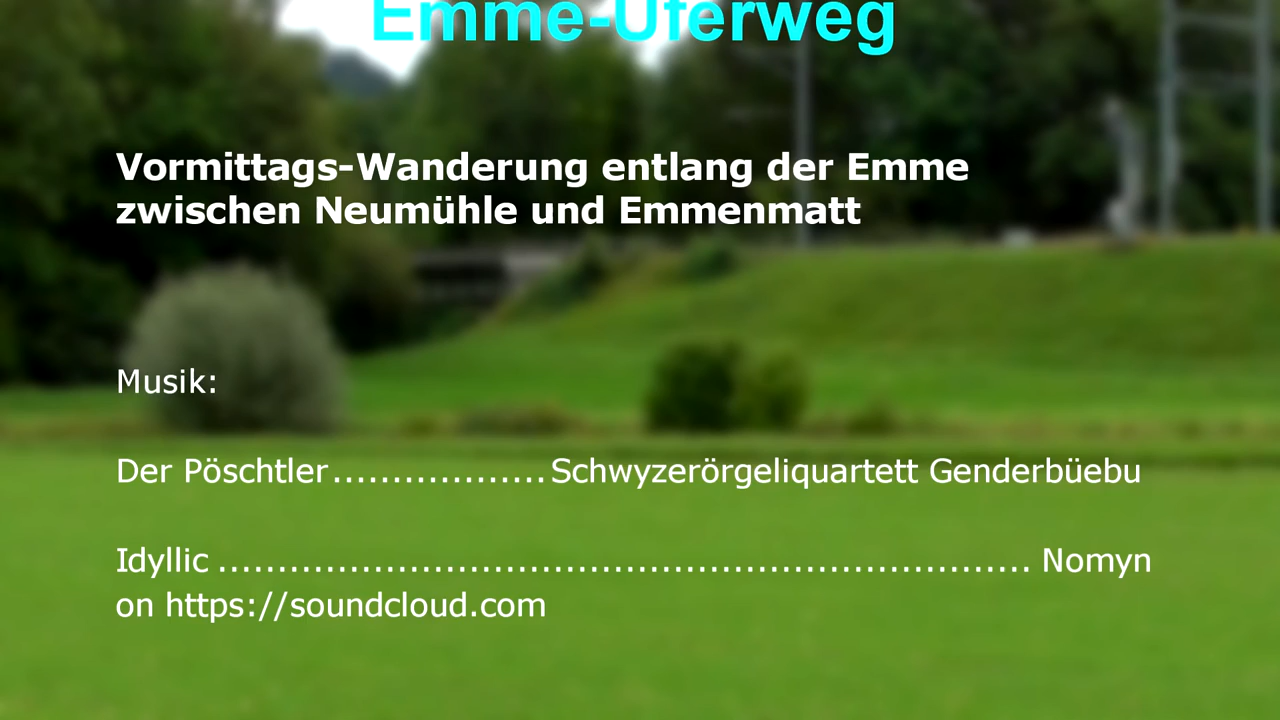 Emme-Uferweg
Vormittags-Wanderung entlang der Emme
zwischen Neumühle und Emmenmatt
Musik:
Der Pöschtler..................Schwyzerörgeliquartett Genderbüebu
Idyllic .................................................................... Nomyn
on https://soundcloud.com